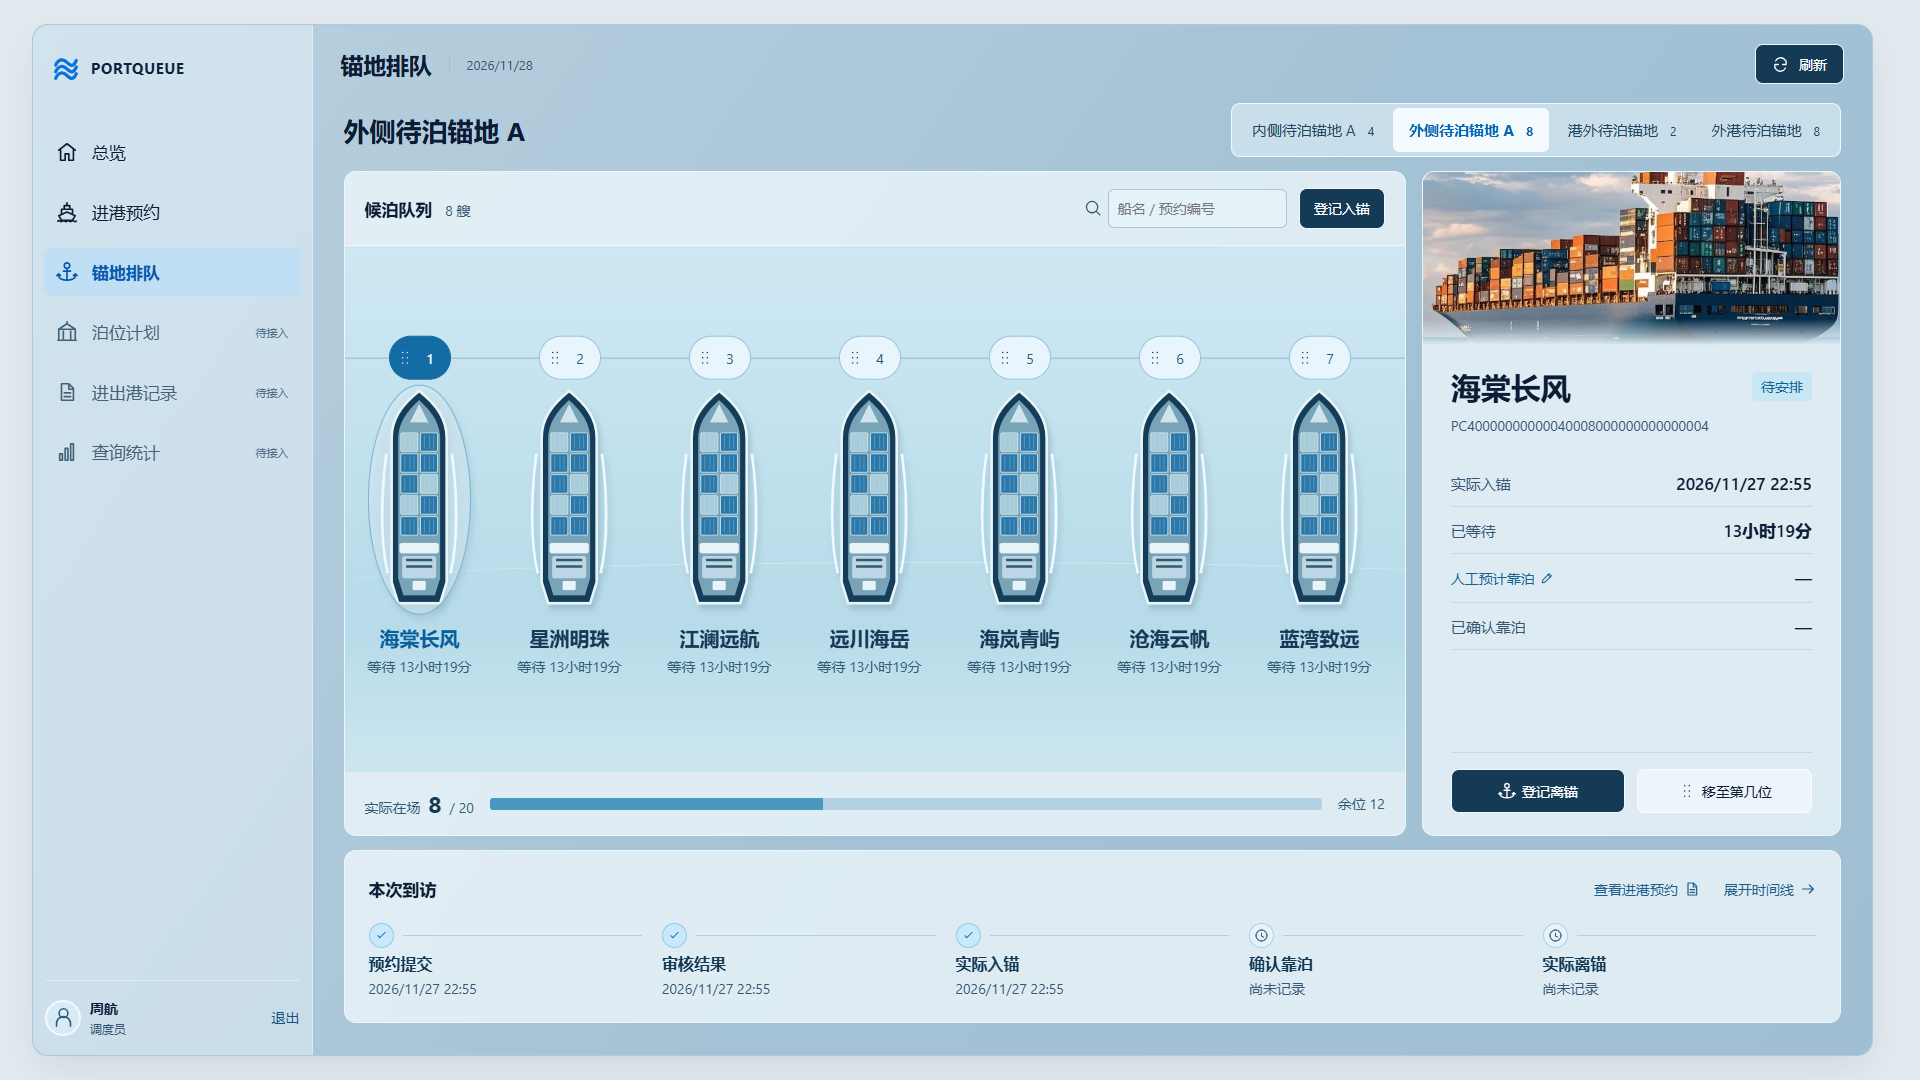 PORTQUEUE
总览
进港预约
锚地排队
泊位计划 待接入
进出港记录 待接入
查询统计 待接入
周航
调度员
退出
锚地排队 2026/11/28
刷新
外侧待泊锚地 A
内侧待泊锚地 A 4 外侧待泊锚地 A 8 港外待泊锚地 2 外港待泊锚地 8
候泊队列 8 艘
船名 / 预约编号
登记入锚
1 2 3 4 5 6 7
海棠长风 星洲明珠 江澜远航 远川海岳 海岚青屿 沧海云帆 蓝湾致远
等待 13小时19分 等待 13小时19分 等待 13小时19分 等待 13小时19分 等待 13小时19分 等待 13小时19分 等待 13小时19分
实际在场 8 / 20 余位 12
海棠长风 待安排
PC40000000000040008000000000000004
实际入锚 2026/11/27 22:55
已等待 13小时19分
人工预计靠泊 —
已确认靠泊 —
登记离锚 移至第几位
本次到访 查看进港预约 展开时间线
预约提交 审核结果 实际入锚 确认靠泊 实际离锚
2026/11/27 22:55 2026/11/27 22:55 2026/11/27 22:55 尚未记录 尚未记录